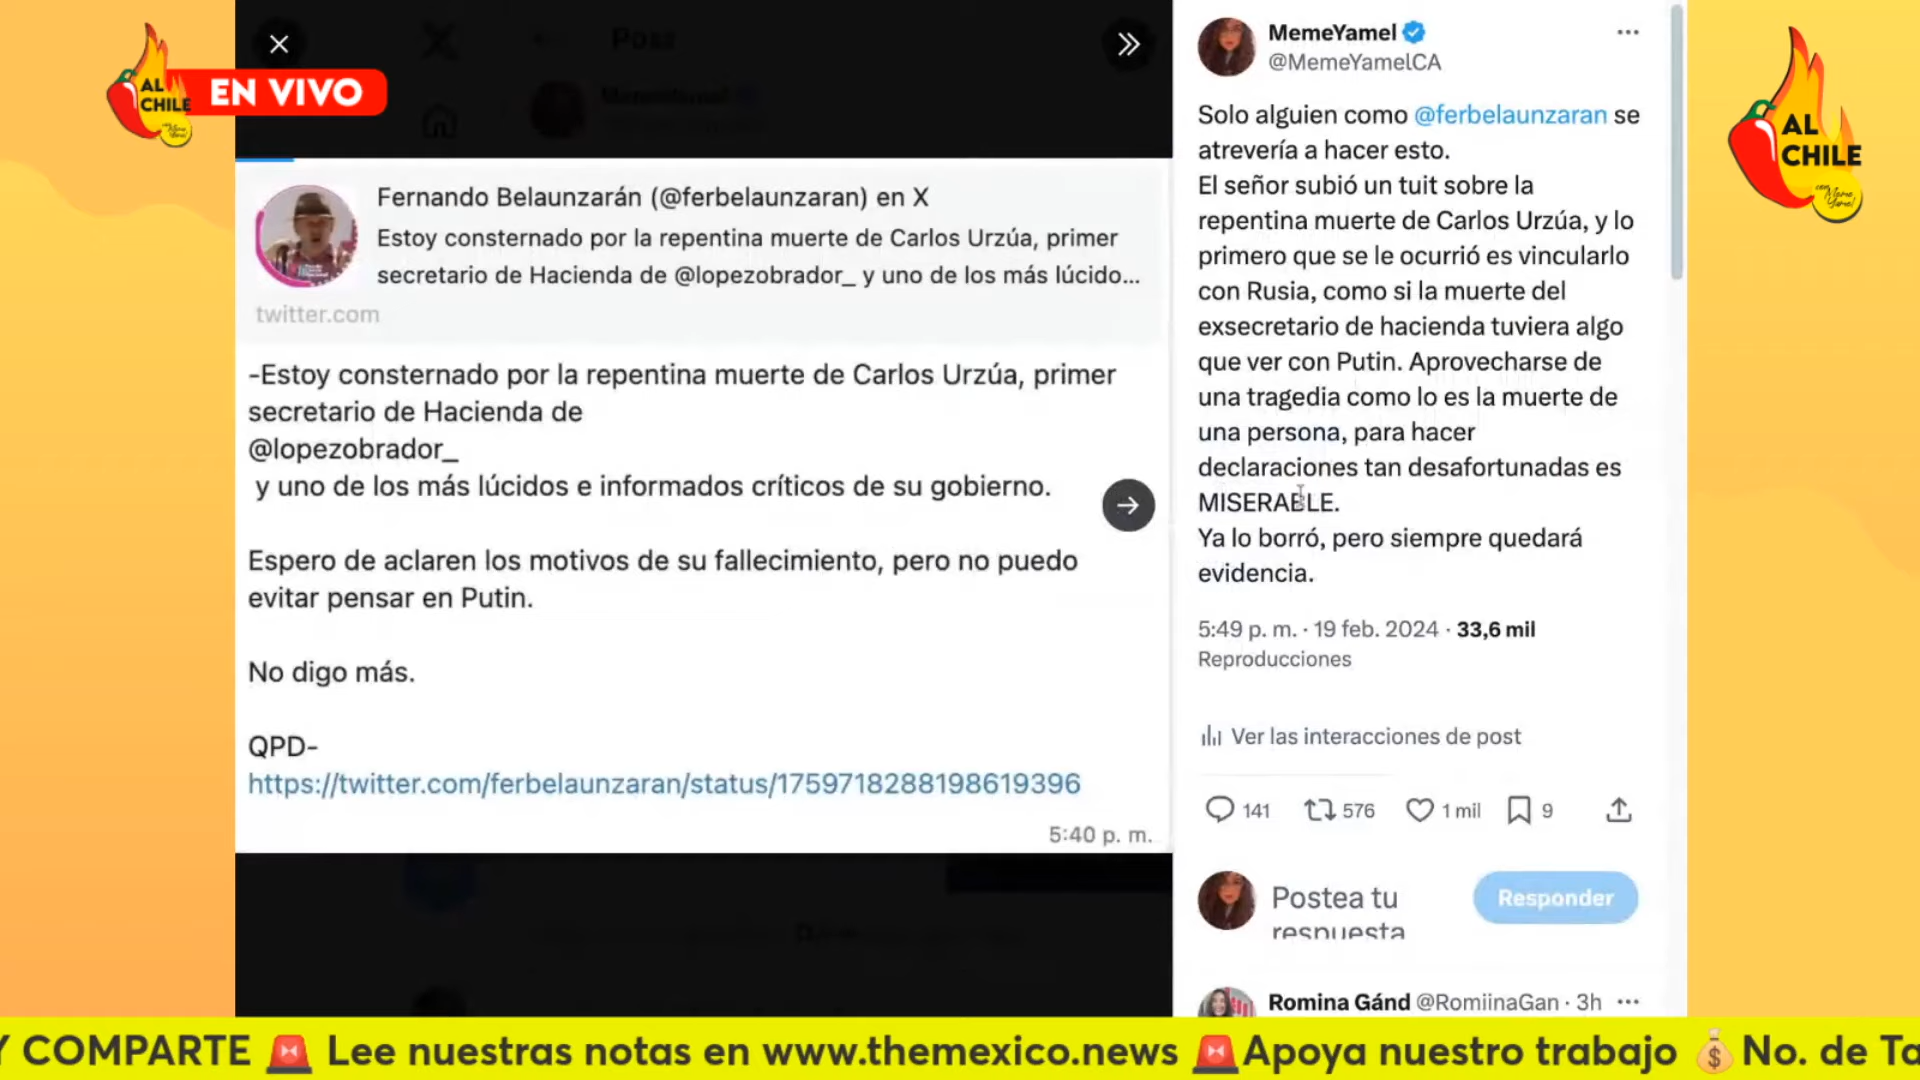 AL
CHILE
con
Meme
Yamel
EN VIVO
Post
MemeYamel
Fernando Belaunzarán (@ferbelaunzaran) en X
Estoy consternado por la repentina muerte de Carlos Urzúa, primer
secretario de Hacienda de @lopezobrador_ y uno de los más lúcido...
twitter.com
-Estoy consternado por la repentina muerte de Carlos Urzúa, primer
secretario de Hacienda de
@lopezobrador_
y uno de los más lúcidos e informados críticos de su gobierno.
Espero de aclaren los motivos de su fallecimiento, pero no puedo
evitar pensar en Putin.
No digo más.
QPD-
https://twitter.com/ferbelaunzaran/status/1759718288198619396
5:40 p. m.
MemeYamel
@MemeYamelCA
Solo alguien como @ferbelaunzaran se
atrevería a hacer esto.
El señor subió un tuit sobre la
repentina muerte de Carlos Urzúa, y lo
primero que se le ocurrió es vincularlo
con Rusia, como si la muerte del
exsecretario de hacienda tuviera algo
que ver con Putin. Aprovecharse de
una tragedia como lo es la muerte de
una persona, para hacer
declaraciones tan desafortunadas es
MISERABLE.
Ya lo borró, pero siempre quedará
evidencia.
5:49 p. m. · 19 feb. 2024 · 33,6 mil
Reproducciones
Ver las interacciones de post
141 576 1 mil 9
Postea tu
respuesta
Responder
Romina Gánd @RomiinaGan · 3h
AL
CHILE
con
Meme
Yamel
Y COMPARTE 🚨 Lee nuestras notas en www.themexico.news 🚨Apoya nuestro trabajo 💰No. de Ta